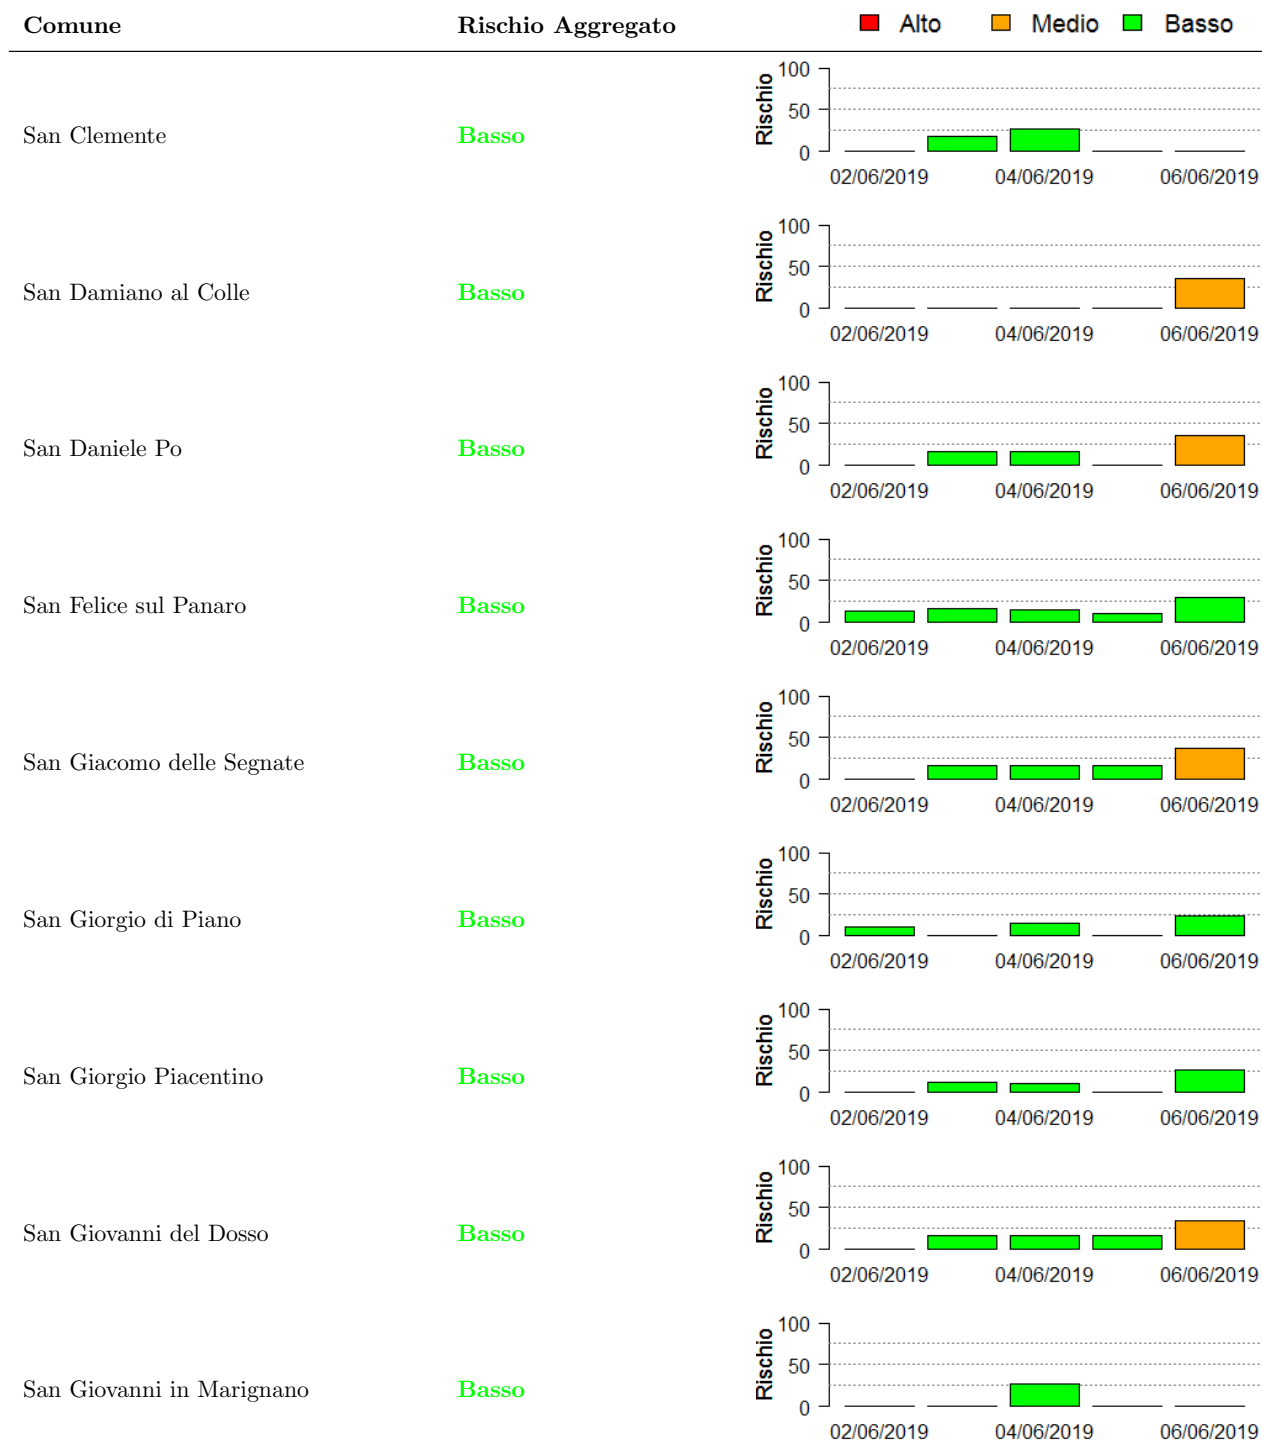 Comune Rischio Aggregato Alto Medio Basso
San Clemente Basso
Rischio
100
50
0
02/06/2019 04/06/2019 06/06/2019
San Damiano al Colle Basso
Rischio
100
50
0
02/06/2019 04/06/2019 06/06/2019
San Daniele Po Basso
Rischio
100
50
0
02/06/2019 04/06/2019 06/06/2019
San Felice sul Panaro Basso
Rischio
100
50
0
02/06/2019 04/06/2019 06/06/2019
San Giacomo delle Segnate Basso
Rischio
100
50
0
02/06/2019 04/06/2019 06/06/2019
San Giorgio di Piano Basso
Rischio
100
50
0
02/06/2019 04/06/2019 06/06/2019
San Giorgio Piacentino Basso
Rischio
100
50
0
02/06/2019 04/06/2019 06/06/2019
San Giovanni del Dosso Basso
Rischio
100
50
0
02/06/2019 04/06/2019 06/06/2019
San Giovanni in Marignano Basso
Rischio
100
50
0
02/06/2019 04/06/2019 06/06/2019